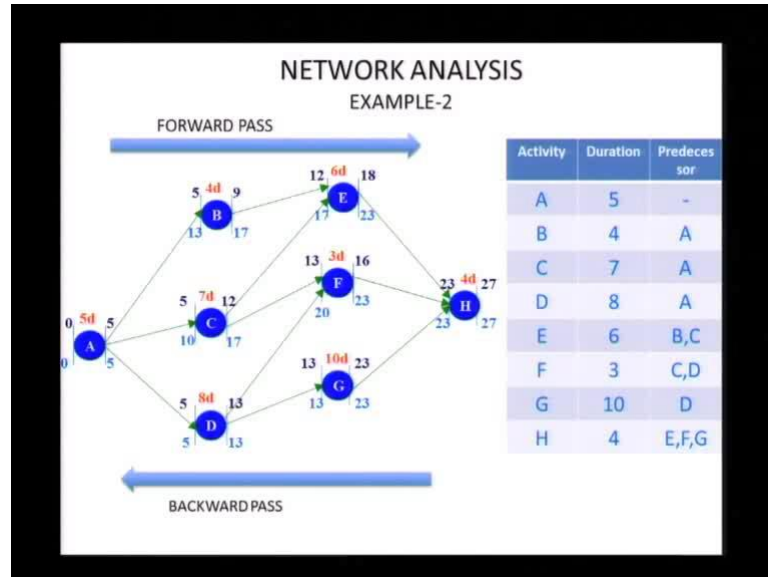 NETWORK ANALYSIS
EXAMPLE-2
FORWARD PASS
5 4d 9
B
13 17
12 6d 18
E
17 23
5 7d 12
C
10 17
13 3d 16
F
20 23
0 5d 5
A
0 5
23 4d 27
H
23 27
13 10d 23
G
13 23
5 8d 13
D
5 13
BACKWARD PASS
Activity Duration Predeces
sor
A 5 -
B 4 A
C 7 A
D 8 A
E 6 B,C
F 3 C,D
G 10 D
H 4 E,F,G